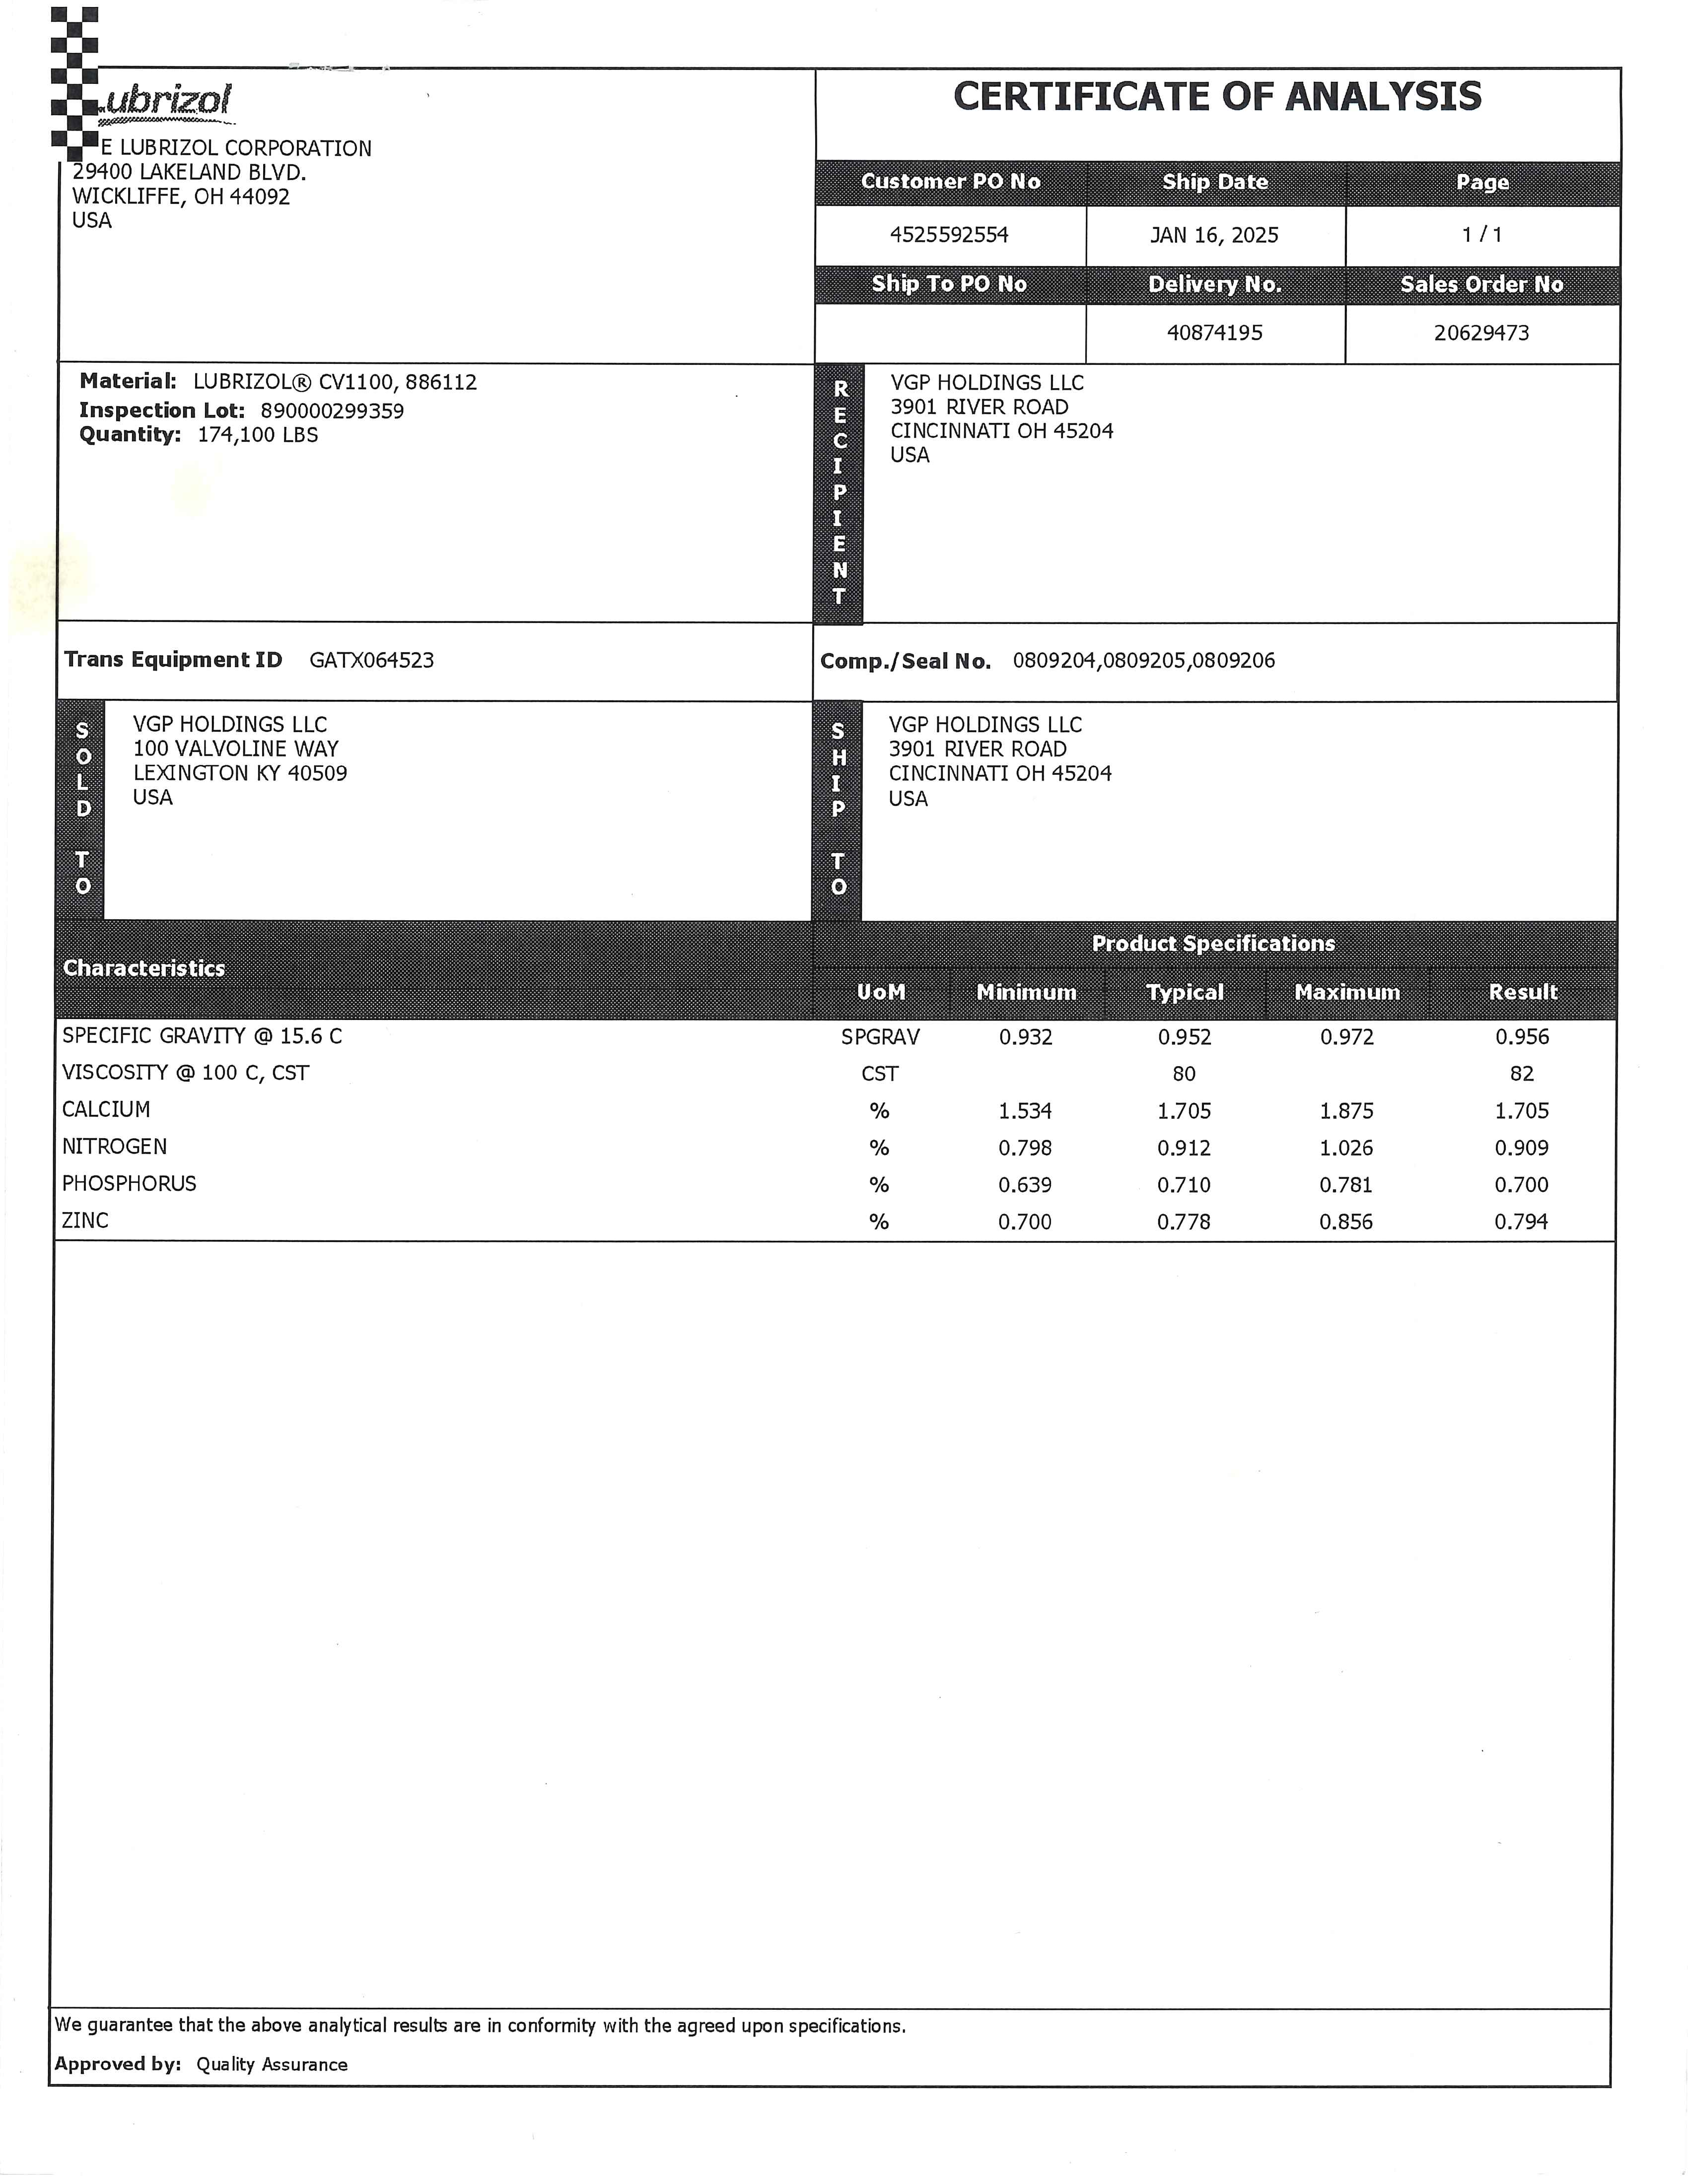 ubrizol
E LUBRIZOL CORPORATION
29400 LAKELAND BLVD.
WICKLIFFE, OH 44092
USA
CERTIFICATE OF ANALYSIS
Customer PO No Ship Date Page
4525592554 JAN 16, 2025 1 / 1
Ship To PO No Delivery No. Sales Order No
40874195 20629473
Material: LUBRIZOL® CV1100, 886112
Inspection Lot: 890000299359
Quantity: 174,100 LBS
RECIPIENT
VGP HOLDINGS LLC
3901 RIVER ROAD
CINCINNATI OH 45204
USA
Trans Equipment ID GATX064523
Comp./Seal No. 0809204,0809205,0809206
SOLD TO
VGP HOLDINGS LLC
100 VALVOLINE WAY
LEXINGTON KY 40509
USA
SHIP TO
VGP HOLDINGS LLC
3901 RIVER ROAD
CINCINNATI OH 45204
USA
Product Specifications
Characteristics UoM Minimum Typical Maximum Result
SPECIFIC GRAVITY @ 15.6 C SPGRAV 0.932 0.952 0.972 0.956
VISCOSITY @ 100 C, CST CST 80 82
CALCIUM % 1.534 1.705 1.875 1.705
NITROGEN % 0.798 0.912 1.026 0.909
PHOSPHORUS % 0.639 0.710 0.781 0.700
ZINC % 0.700 0.778 0.856 0.794
We guarantee that the above analytical results are in conformity with the agreed upon specifications.
Approved by: Quality Assurance